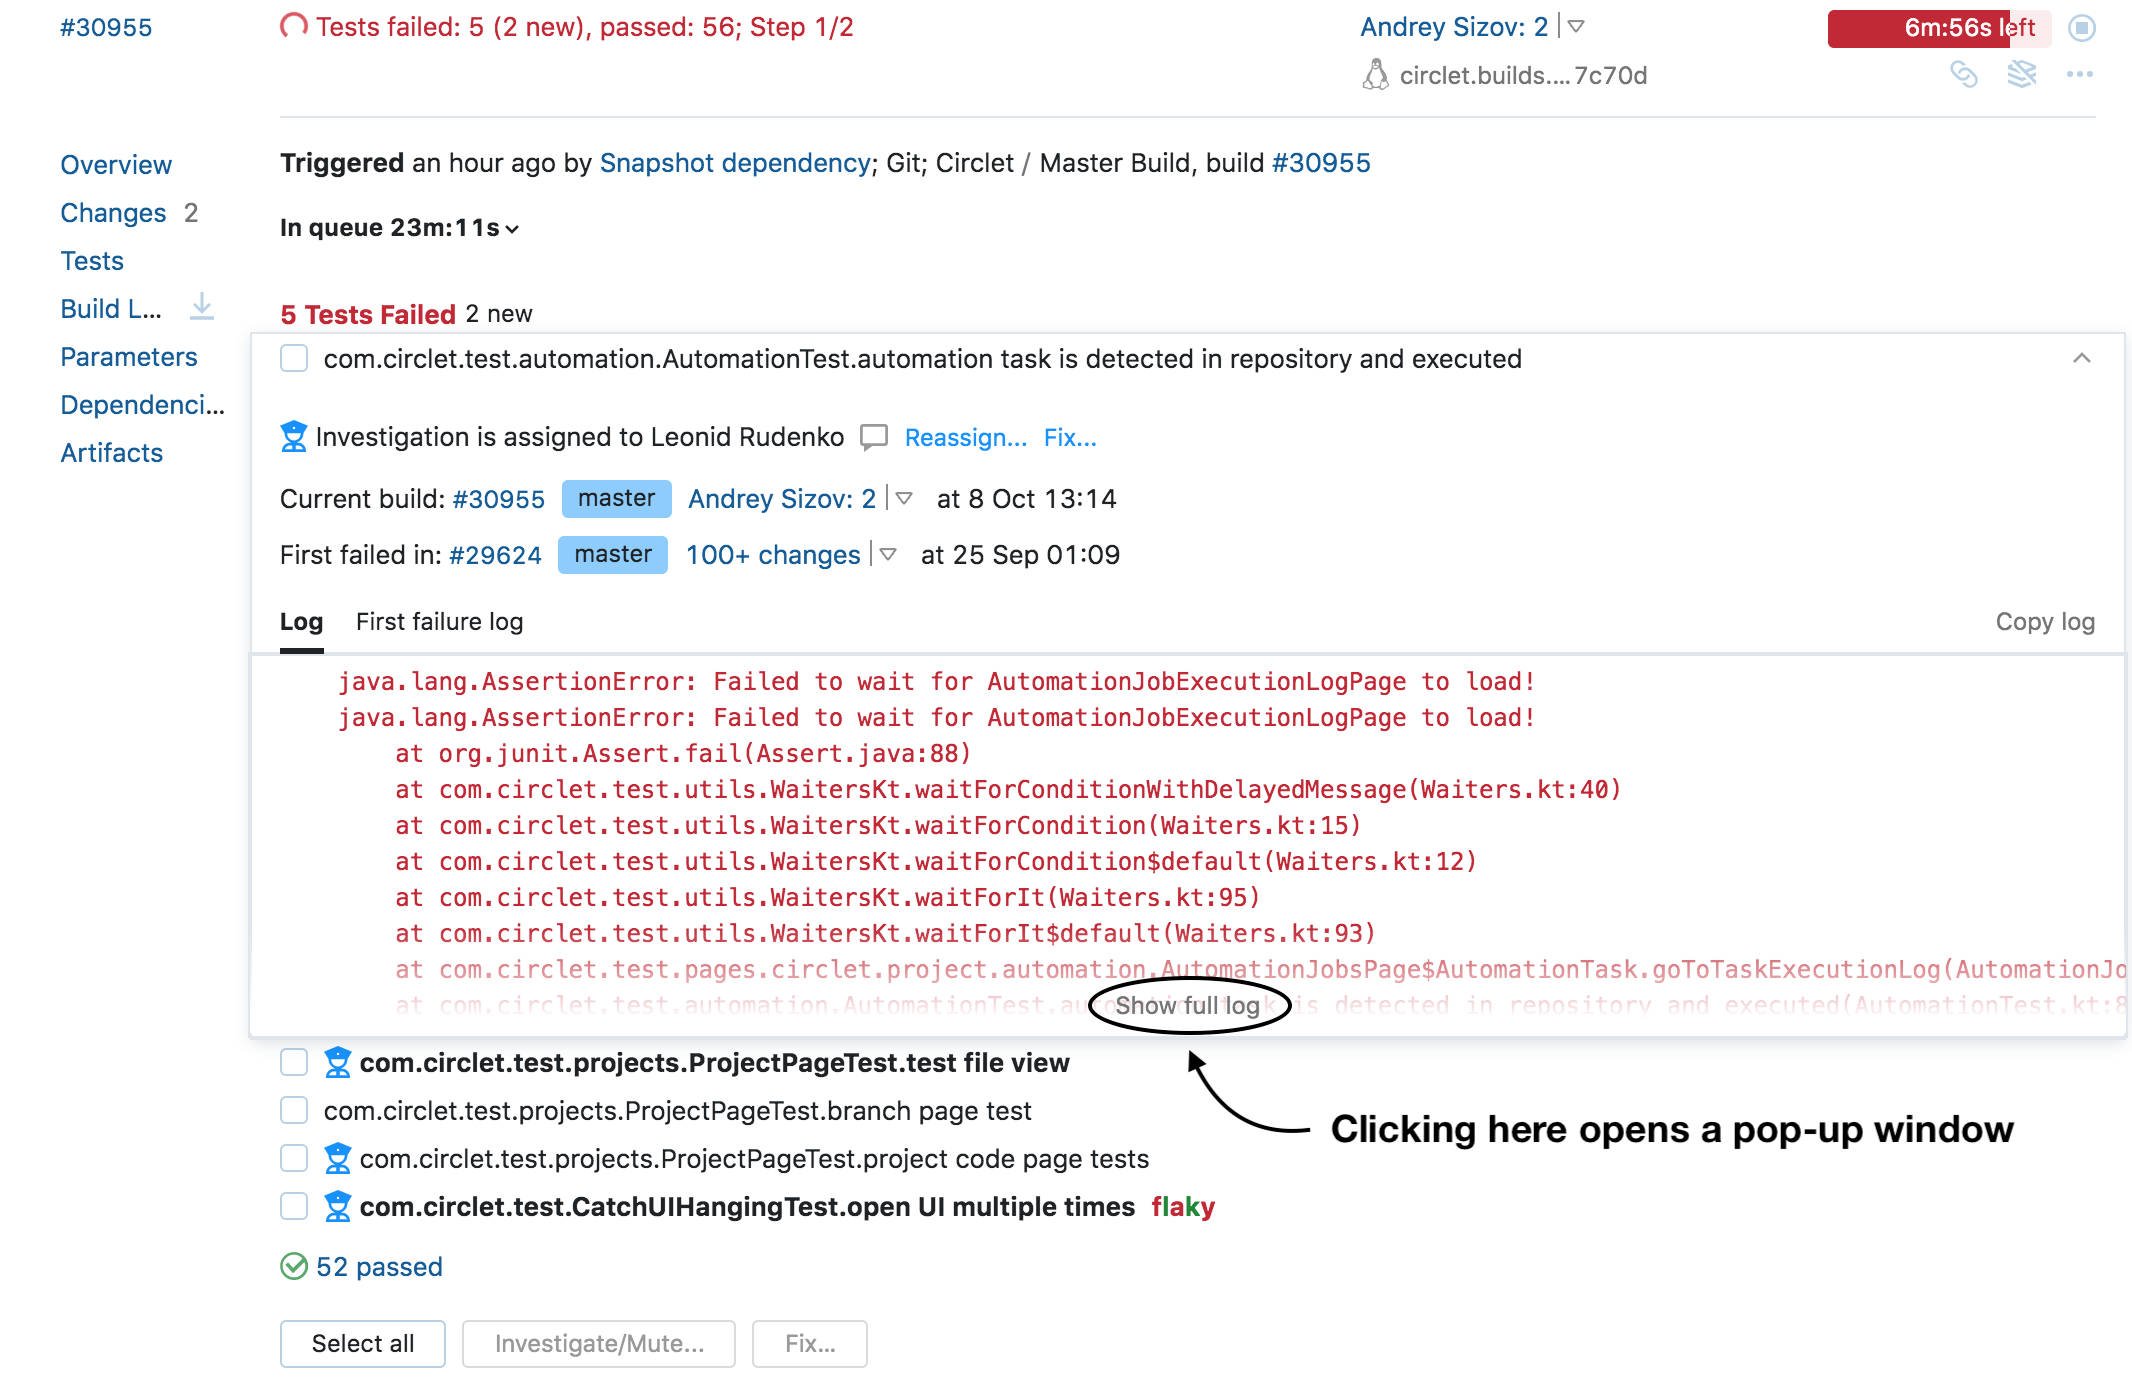 #30955
Tests failed: 5 (2 new), passed: 56; Step 1/2
Andrey Sizov: 2
6m:56s left
circlet.builds.... 7c70d
Overview
Changes 2
Tests
Build L...
Parameters
Dependenci...
Artifacts
Triggered an hour ago by Snapshot dependency; Git; Circlet / Master Build, build #30955
In queue 23m:11s
5 Tests Failed 2 new
com.circlet.test.automation.AutomationTest.automation task is detected in repository and executed
Investigation is assigned to Leonid Rudenko Reassign... Fix...
Current build: #30955 master Andrey Sizov: 2 at 8 Oct 13:14
First failed in: #29624 master 100+ changes at 25 Sep 01:09
Log First failure log Copy log
java.lang.AssertionError: Failed to wait for AutomationJobExecutionLogPage to load!
java.lang.AssertionError: Failed to wait for AutomationJobExecutionLogPage to load!
at org.junit.Assert.fail(Assert.java:88)
at com.circlet.test.utils.WaitersKt.waitForConditionWithDelayedMessage(Waiters.kt:40)
at com.circlet.test.utils.WaitersKt.waitForCondition(Waiters.kt:15)
at com.circlet.test.utils.WaitersKt.waitForCondition$default(Waiters.kt:12)
at com.circlet.test.utils.WaitersKt.waitForIt(Waiters.kt:95)
at com.circlet.test.utils.WaitersKt.waitForIt$default(Waiters.kt:93)
at com.circlet.test.pages.circlet.project.automation.AutomationJobsPage$AutomationTask.goToTaskExecutionLog(AutomationJo
at com.circlet.test.automation.AutomationTest.automation task is detected in repository and executed(AutomationTest.kt:8
Show full log
com.circlet.test.projects.ProjectPageTest.test file view
com.circlet.test.projects.ProjectPageTest.branch page test
Clicking here opens a pop-up window
com.circlet.test.projects.ProjectPageTest.project code page tests
com.circlet.test.CatchUIHangingTest.open UI multiple times flaky
52 passed
Select all Investigate/Mute... Fix...